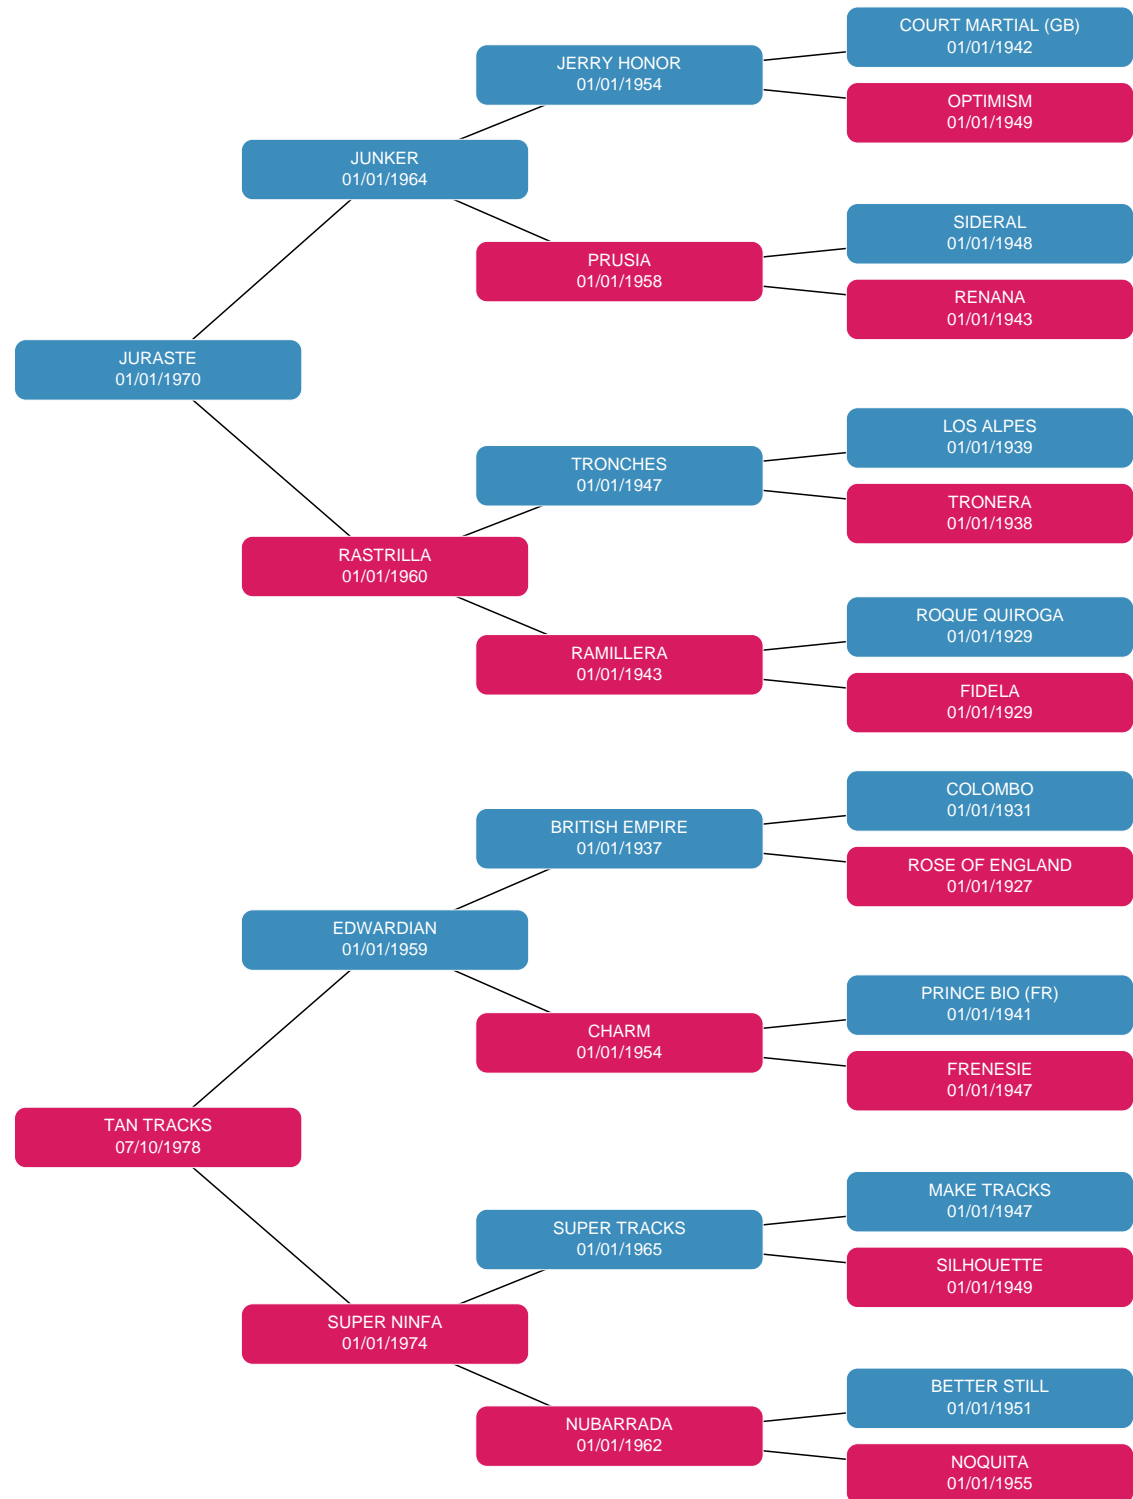 COURT MARTIAL (GB)
01/01/1942
JERRY HONOR
01/01/1954
OPTIMISM
01/01/1949
JUNKER
01/01/1964
SIDERAL
01/01/1948
PRUSIA
01/01/1958
RENANA
01/01/1943
JURASTE
01/01/1970
LOS ALPES
01/01/1939
TRONCHES
01/01/1947
TRONERA
01/01/1938
RASTRILLA
01/01/1960
ROQUE QUIROGA
01/01/1929
RAMILLERA
01/01/1943
FIDELA
01/01/1929
COLOMBO
01/01/1931
BRITISH EMPIRE
01/01/1937
ROSE OF ENGLAND
01/01/1927
EDWARDIAN
01/01/1959
PRINCE BIO (FR)
01/01/1941
CHARM
01/01/1954
FRENESIE
01/01/1947
TAN TRACKS
07/10/1978
MAKE TRACKS
01/01/1947
SUPER TRACKS
01/01/1965
SILHOUETTE
01/01/1949
SUPER NINFA
01/01/1974
BETTER STILL
01/01/1951
NUBARRADA
01/01/1962
NOQUITA
01/01/1955